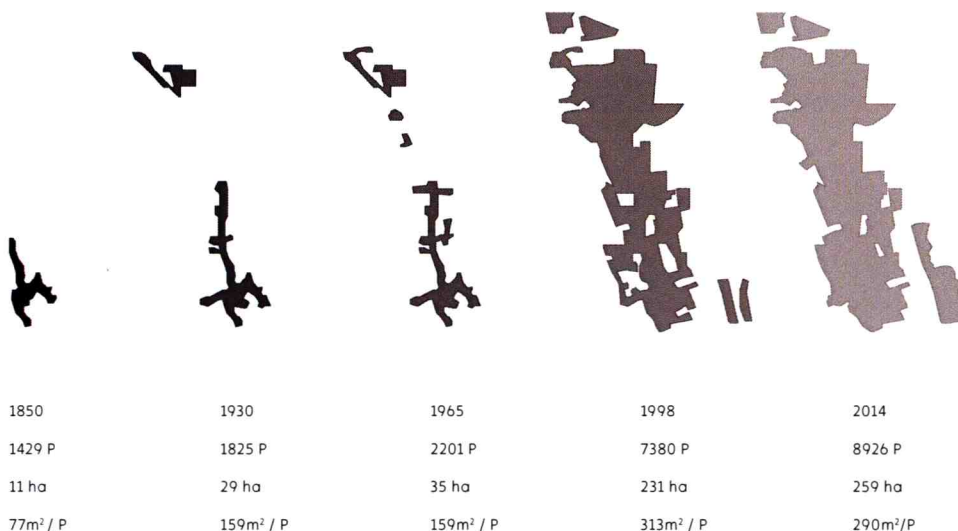 1850 1930 1965 1998 2014
1429 P 1825 P 2201 P 7380 P 8926 P
11 ha 29 ha 35 ha 231 ha 259 ha
77m² / P 159m² / P 159m² / P 313m² / P 290m²/P